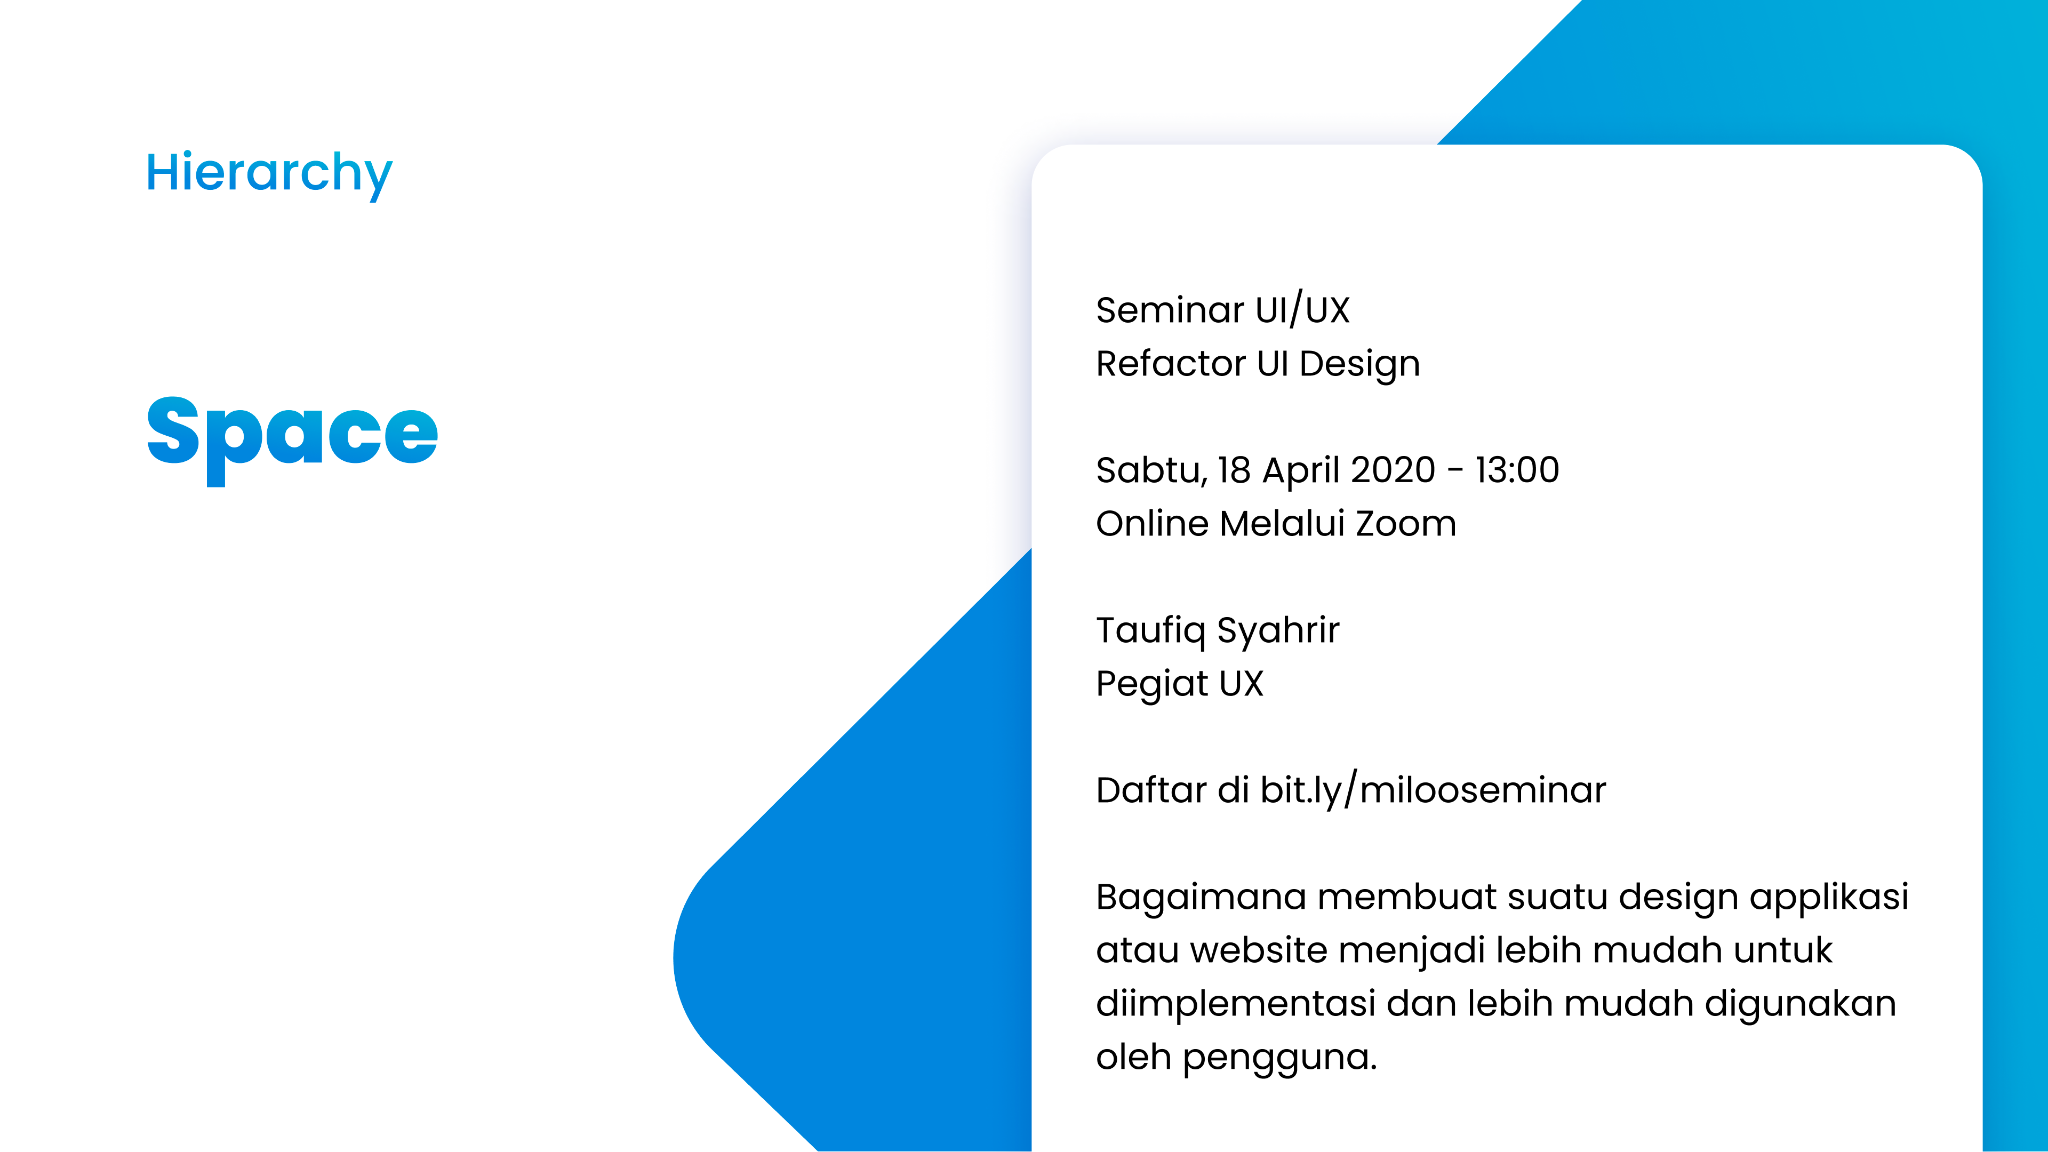 Hierarchy
Space
Seminar UI/UX
Refactor UI Design
Sabtu, 18 April 2020 - 13:00
Online Melalui Zoom
Taufiq Syahrir
Pegiat UX
Daftar di bit.ly/milooseminar
Bagaimana membuat suatu design applikasi
atau website menjadi lebih mudah untuk
diimplementasi dan lebih mudah digunakan
oleh pengguna.